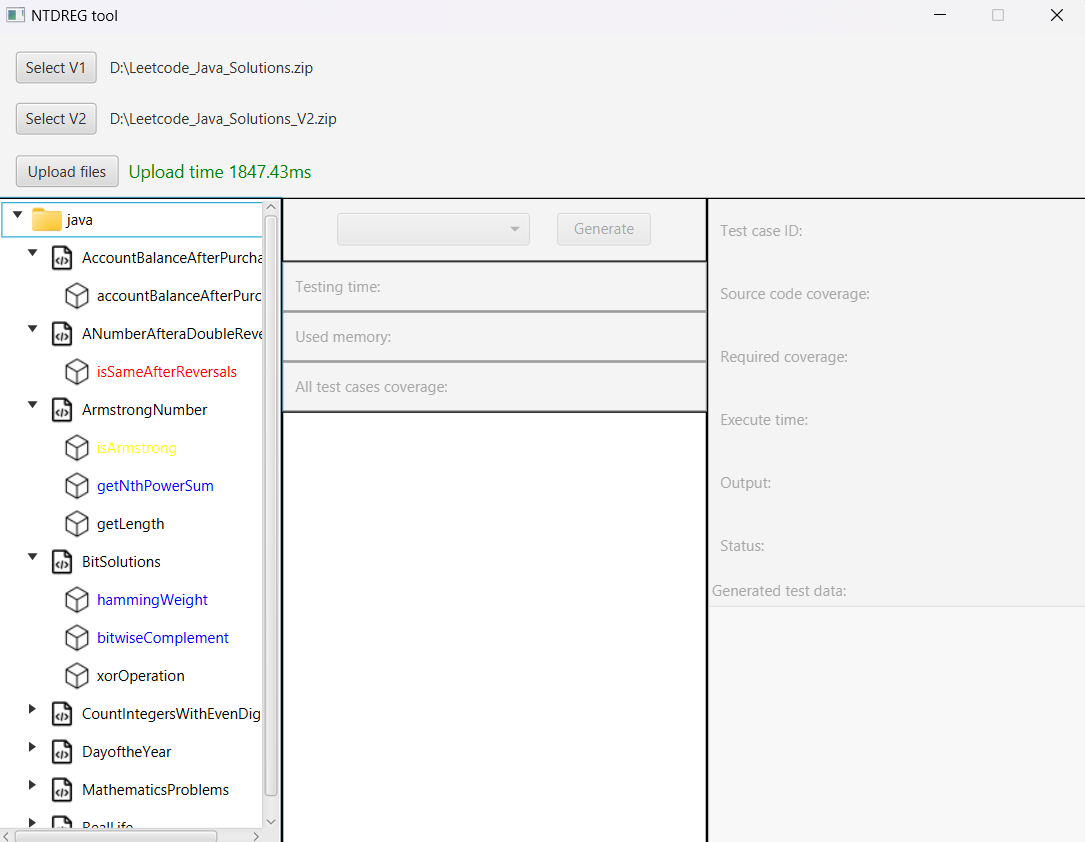 NTDREG tool
Select V1 D:\Leetcode_Java_Solutions.zip
Select V2 D:\Leetcode_Java_Solutions_V2.zip
Upload files Upload time 1847.43ms
java
AccountBalanceAfterPurcha
accountBalanceAfterPurc
ANumberAfteraDoubleReve
isSameAfterReversals
ArmstrongNumber
isArmstrong
getNthPowerSum
getLength
BitSolutions
hammingWeight
bitwiseComplement
xorOperation
CountIntegersWithEvenDig
DayoftheYear
MathematicsProblems
RealLife
Generate
Testing time:
Used memory:
All test cases coverage:
Test case ID:
Source code coverage:
Required coverage:
Execute time:
Output:
Status:
Generated test data: